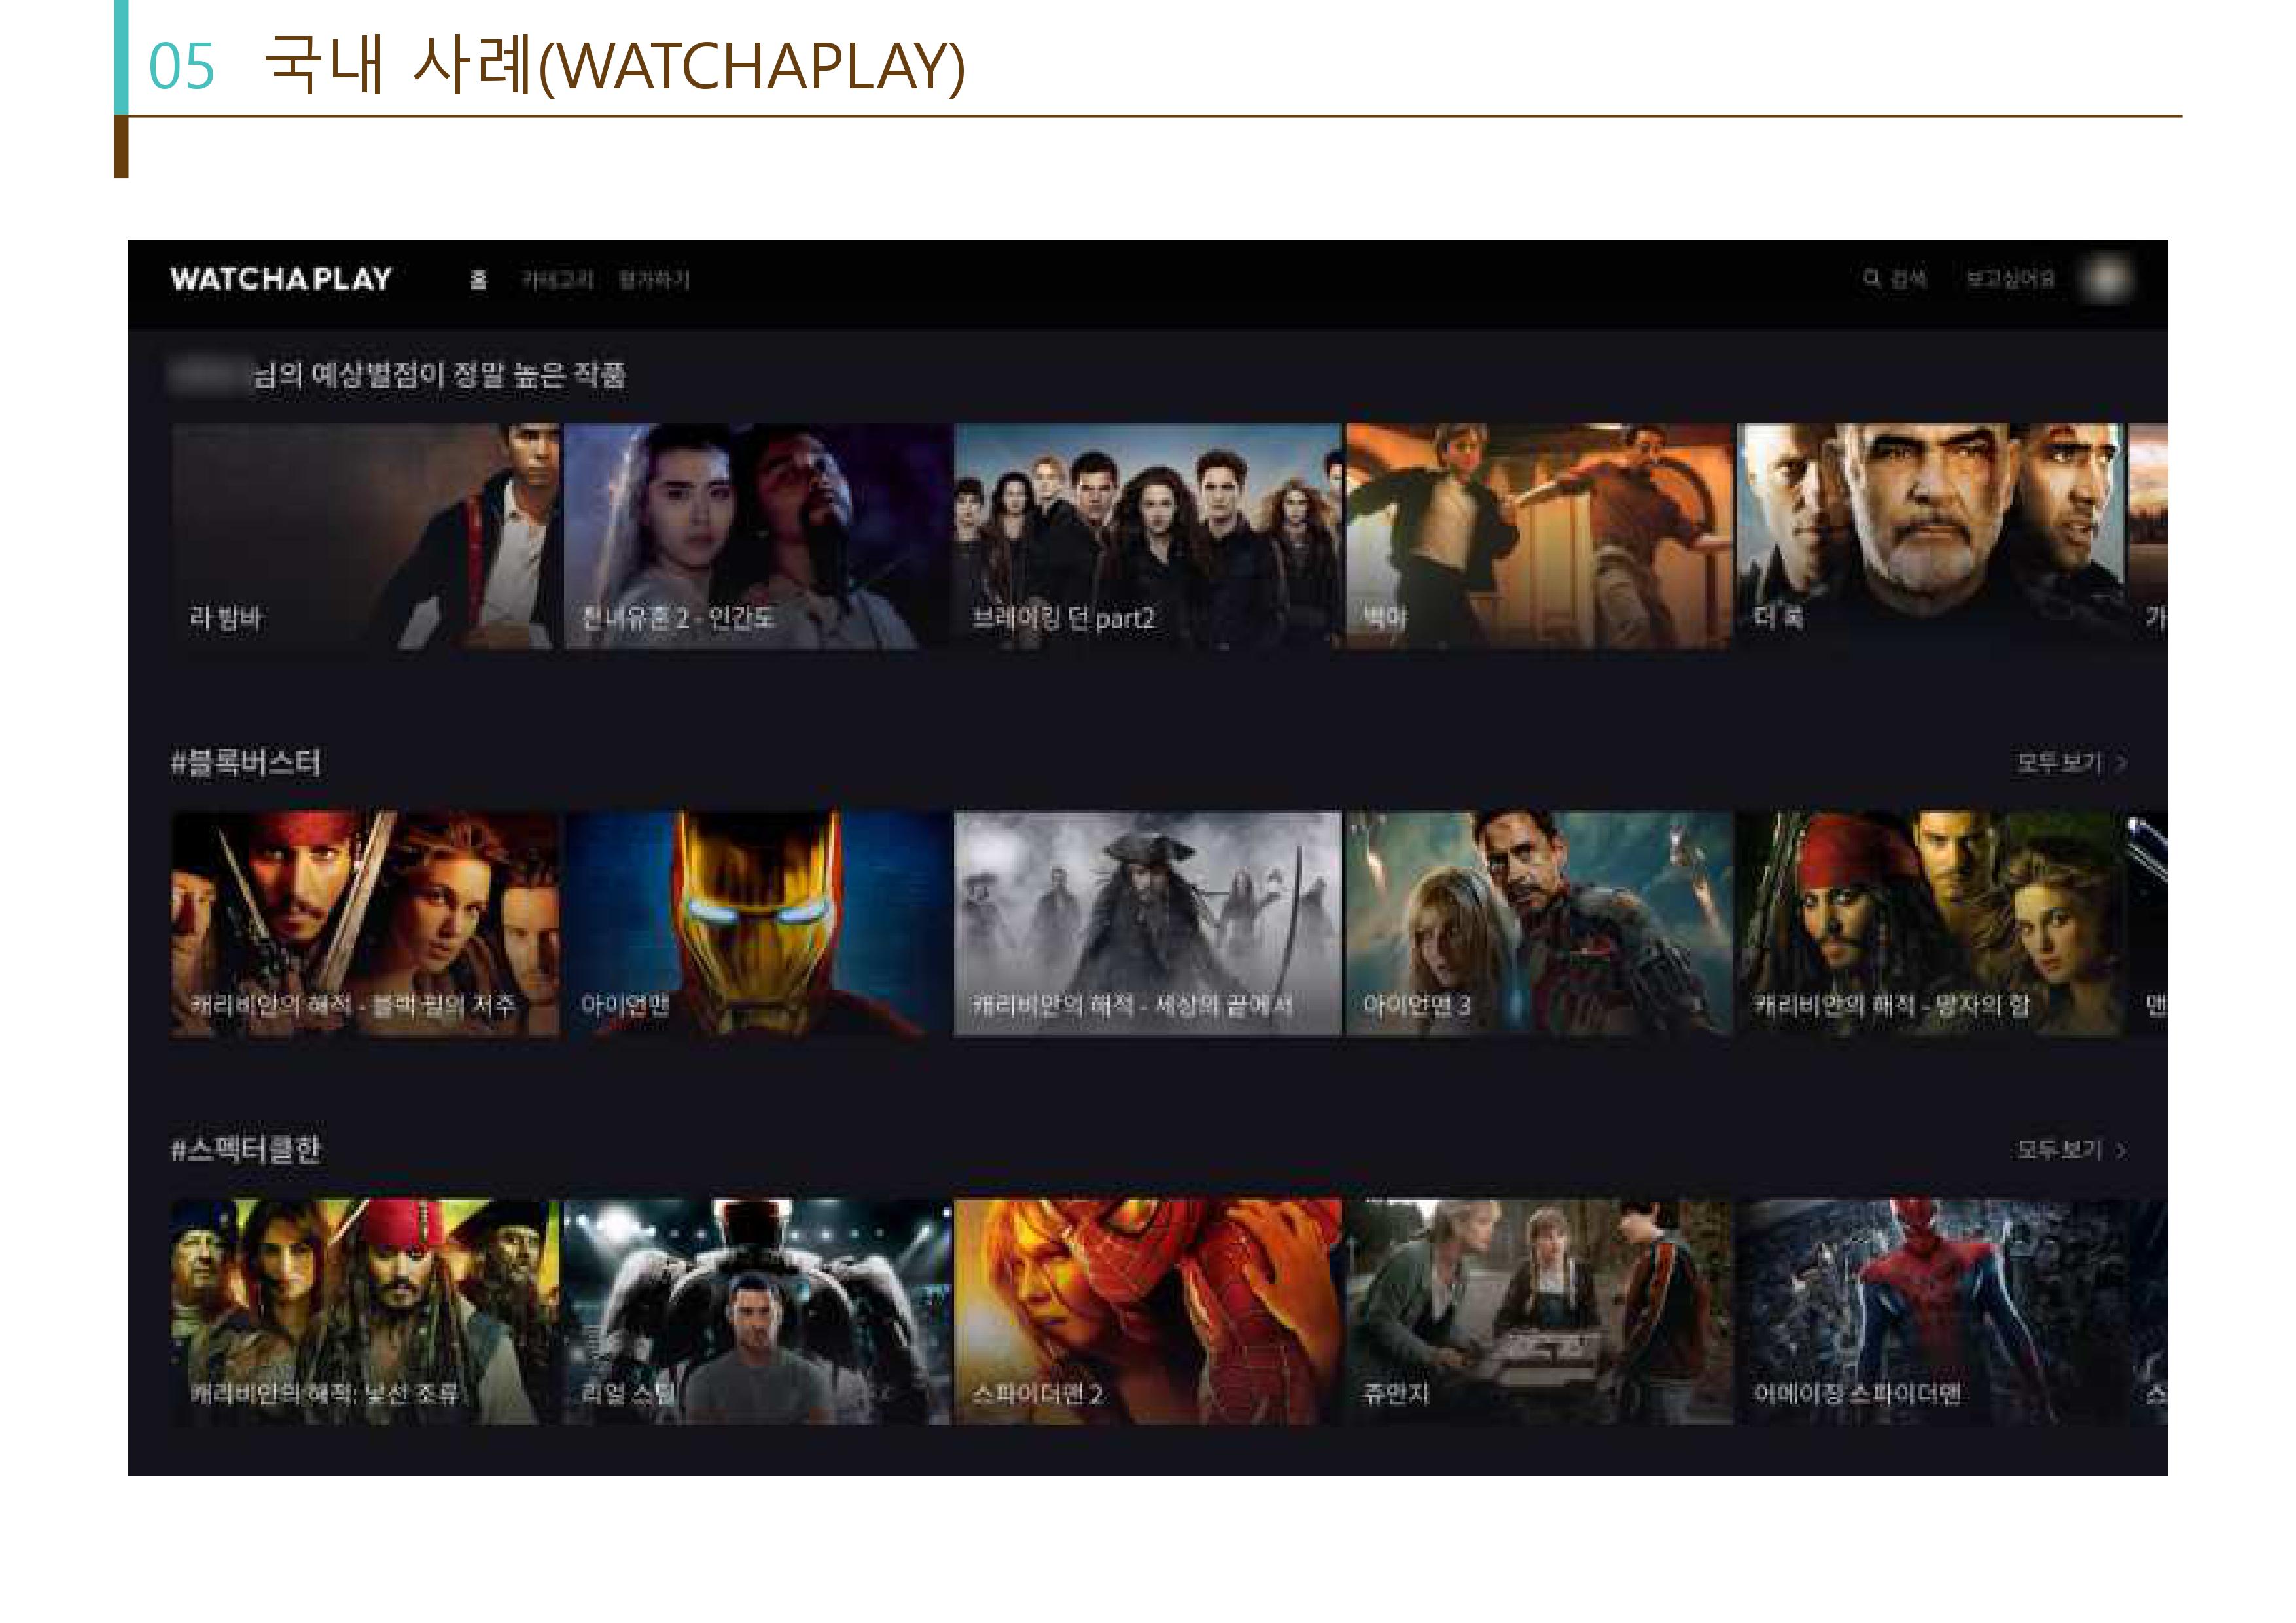 05 국내 사례(WATCHAPLAY)
WATCHA PLAY 홈 카테고리 평가하기 검색 보고싶어요
님의 예상별점이 정말 높은 작품
라 밤바 천녀유혼 2 - 인간도 브레이킹 던 part2 백야 더 록 가
#블록버스터 모두 보기 >
캐리비안의 해적 - 블랙 펄의 저주 아이언맨 캐리비안의 해적 - 세상의 끝에서 아이언맨 3 캐리비안의 해적 - 망자의 함 맨
#스펙터클한 모두 보기 >
캐리비안의 해적: 낯선 조류 리얼 스틸 스파이더맨 2 쥬만지 어메이징 스파이더맨 스